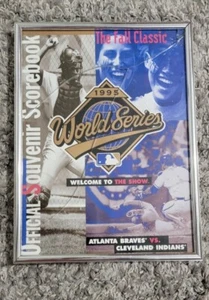 Official Souvenir Scorebook
The Fall Classic
1995
World Series
WELCOME TO THE SHOW
ATLANTA BRAVES VS.
CLEVELAND INDIANS